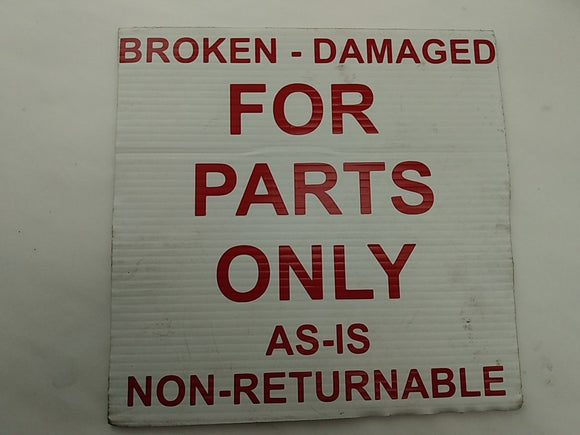 BROKEN - DAMAGED
FOR
PARTS
ONLY
AS-IS
NON-RETURNABLE